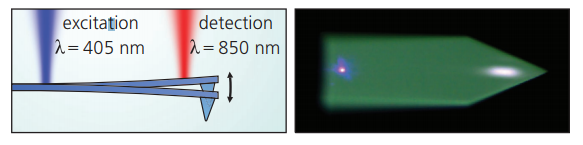 excitation
λ = 405 nm
detection
λ = 850 nm